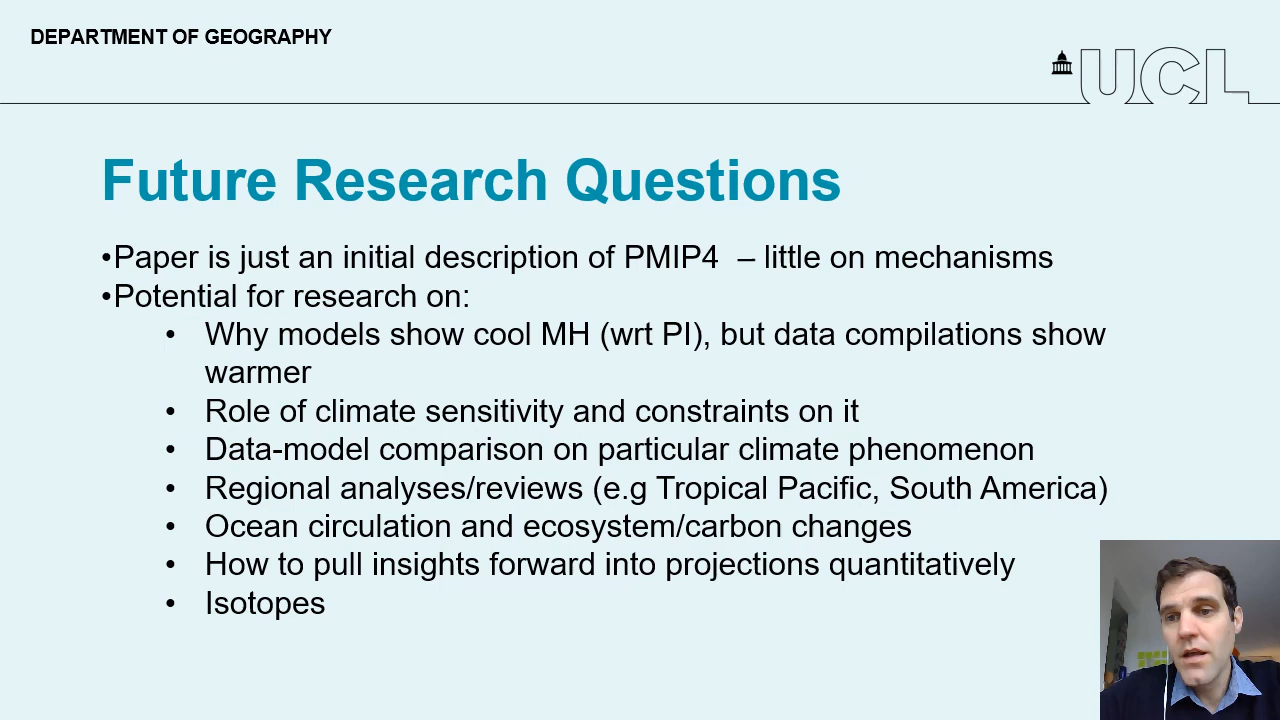 DEPARTMENT OF GEOGRAPHY
UCL
Future Research Questions
•Paper is just an initial description of PMIP4  – little on mechanisms
•Potential for research on:
• Why models show cool MH (wrt PI), but data compilations show
warmer
• Role of climate sensitivity and constraints on it
• Data-model comparison on particular climate phenomenon
• Regional analyses/reviews (e.g Tropical Pacific, South America)
• Ocean circulation and ecosystem/carbon changes
• How to pull insights forward into projections quantitatively
• Isotopes